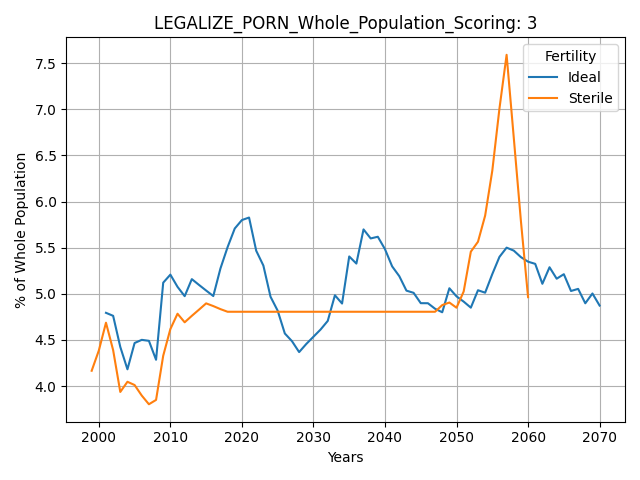 LEGALIZE_PORN_Whole_Population_Scoring: 3
Fertility
Ideal
Sterile
7.5
7.0
6.5
6.0
5.5
5.0
4.5
4.0
% of Whole Population
2000 2010 2020 2030 2040 2050 2060 2070
Years